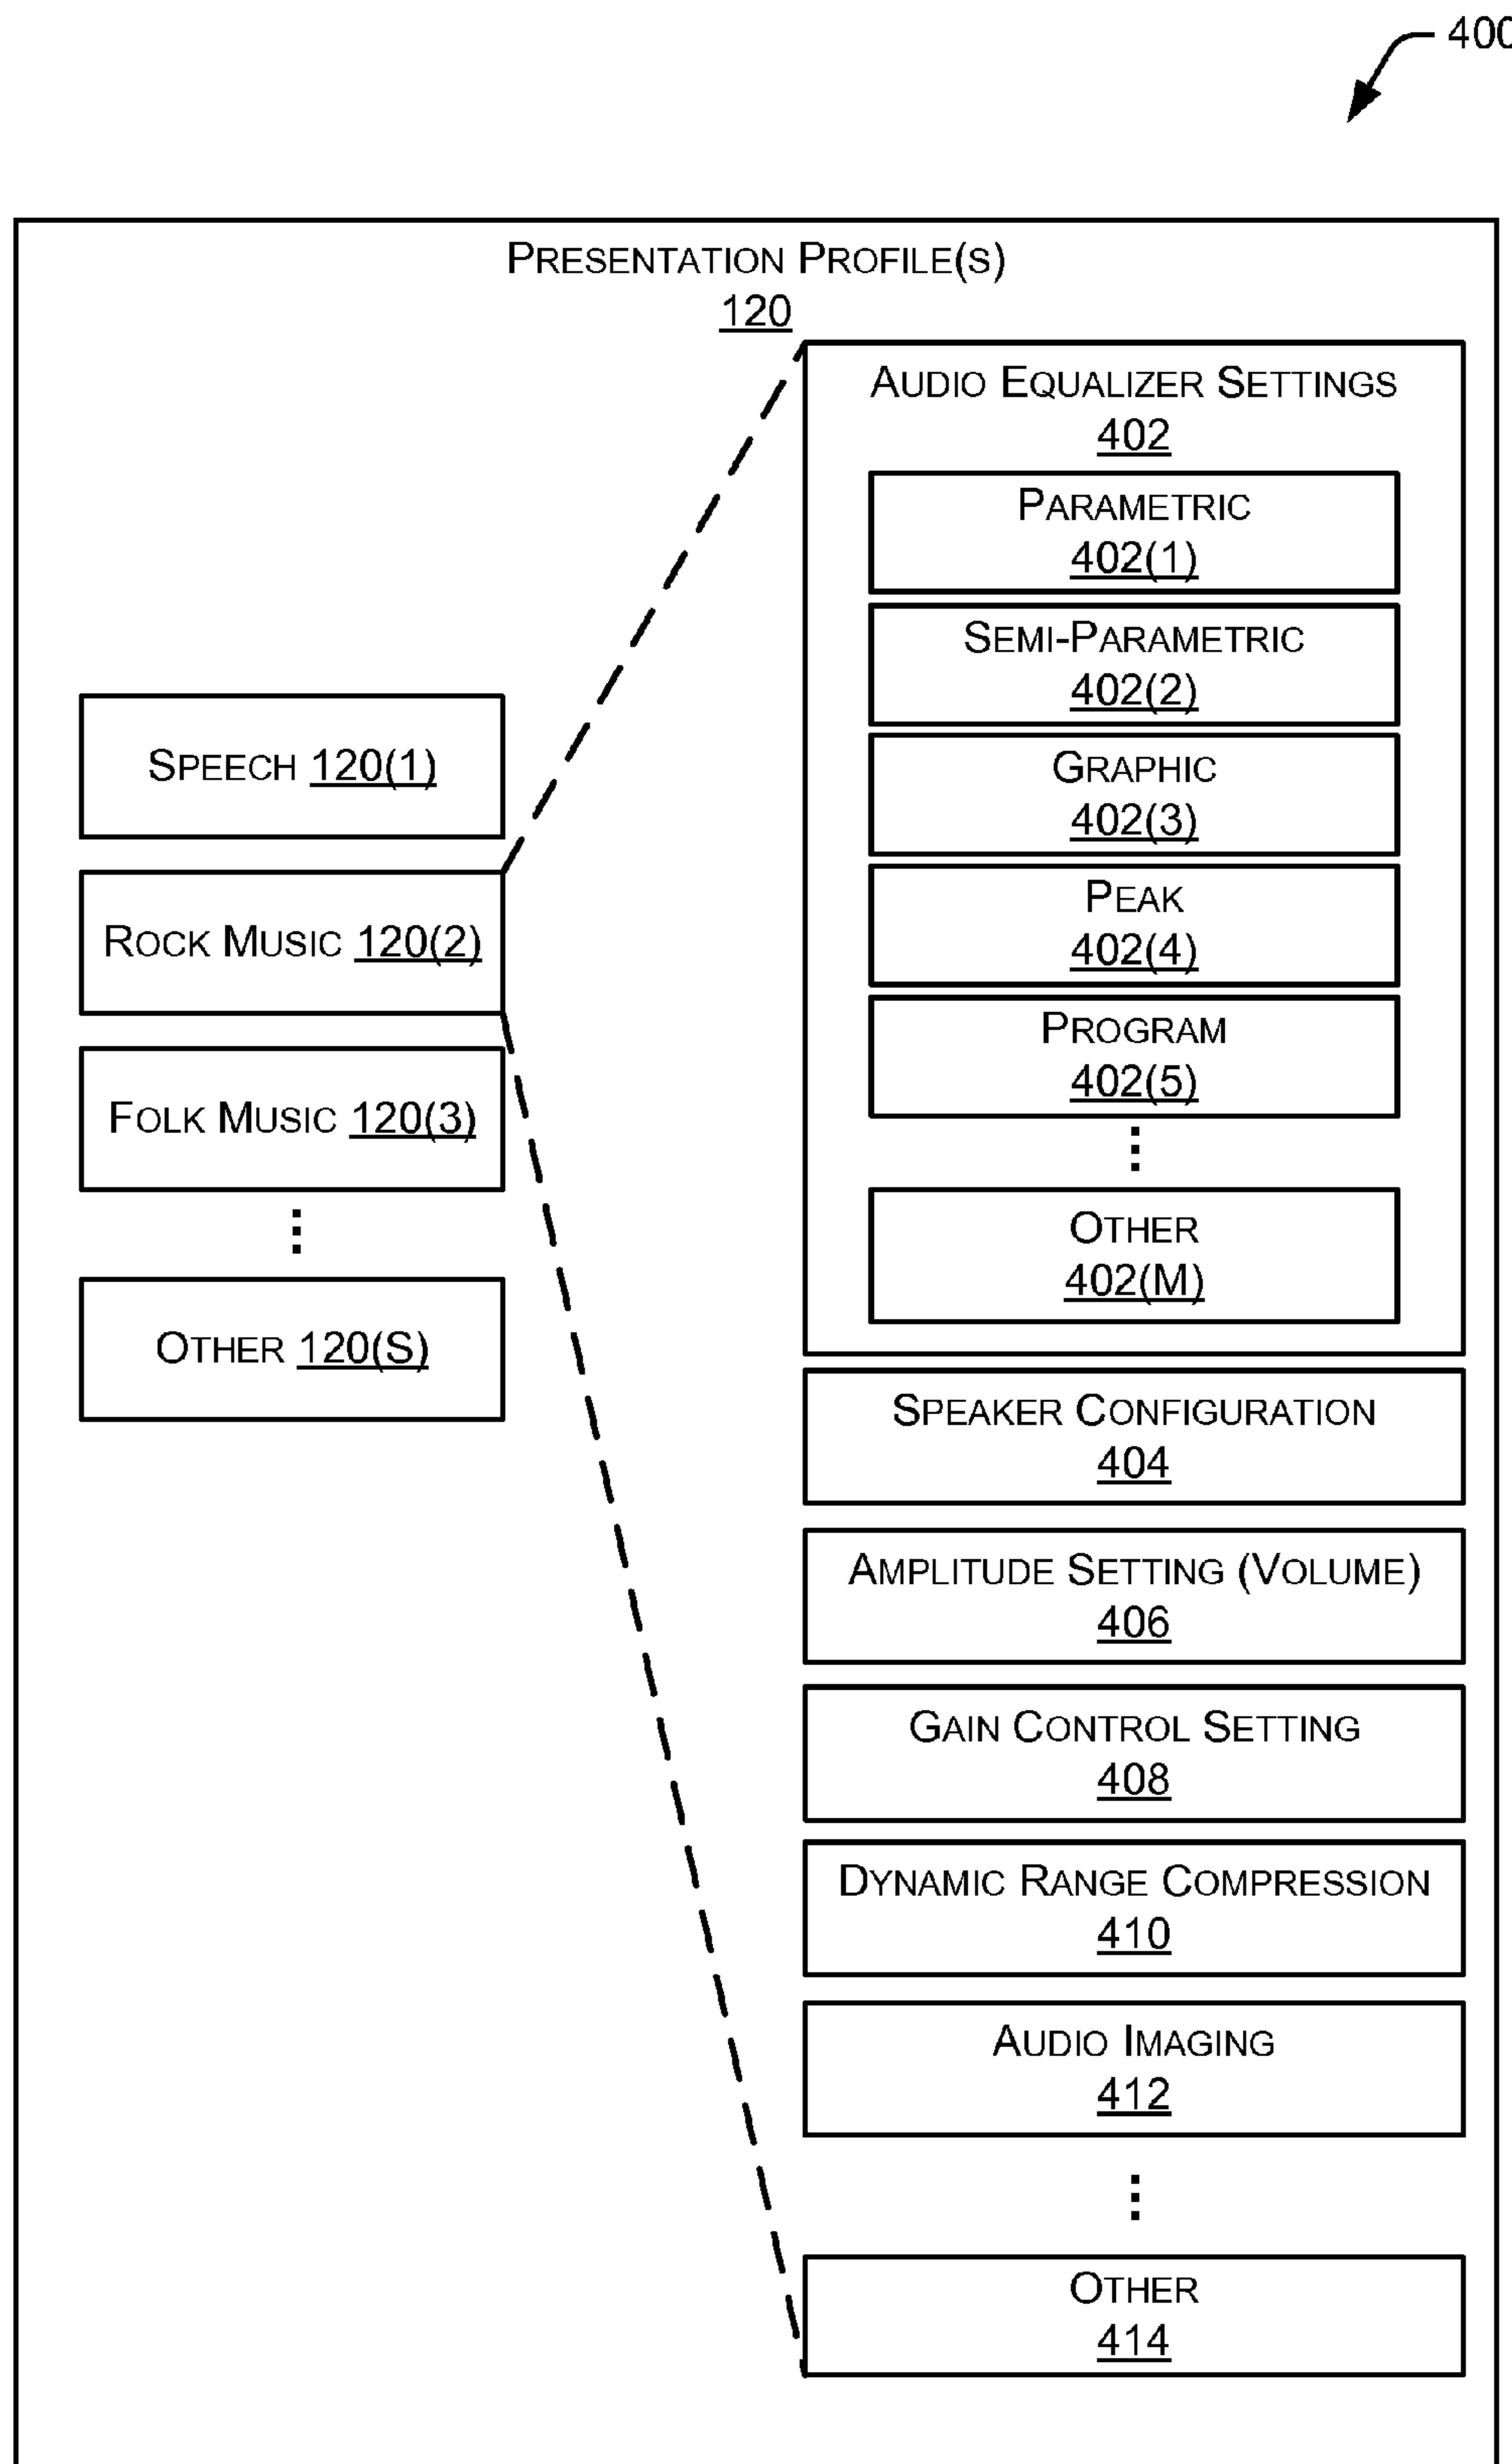 400
PRESENTATION PROFILE(S)
120
SPEECH 120(1)
ROCK MUSIC 120(2)
FOLK MUSIC 120(3)
OTHER 120(S)
AUDIO EQUALIZER SETTINGS
402
PARAMETRIC
402(1)
SEMI-PARAMETRIC
402(2)
GRAPHIC
402(3)
PEAK
402(4)
PROGRAM
402(5)
OTHER
402(M)
SPEAKER CONFIGURATION
404
AMPLITUDE SETTING (VOLUME)
406
GAIN CONTROL SETTING
408
DYNAMIC RANGE COMPRESSION
410
AUDIO IMAGING
412
OTHER
414